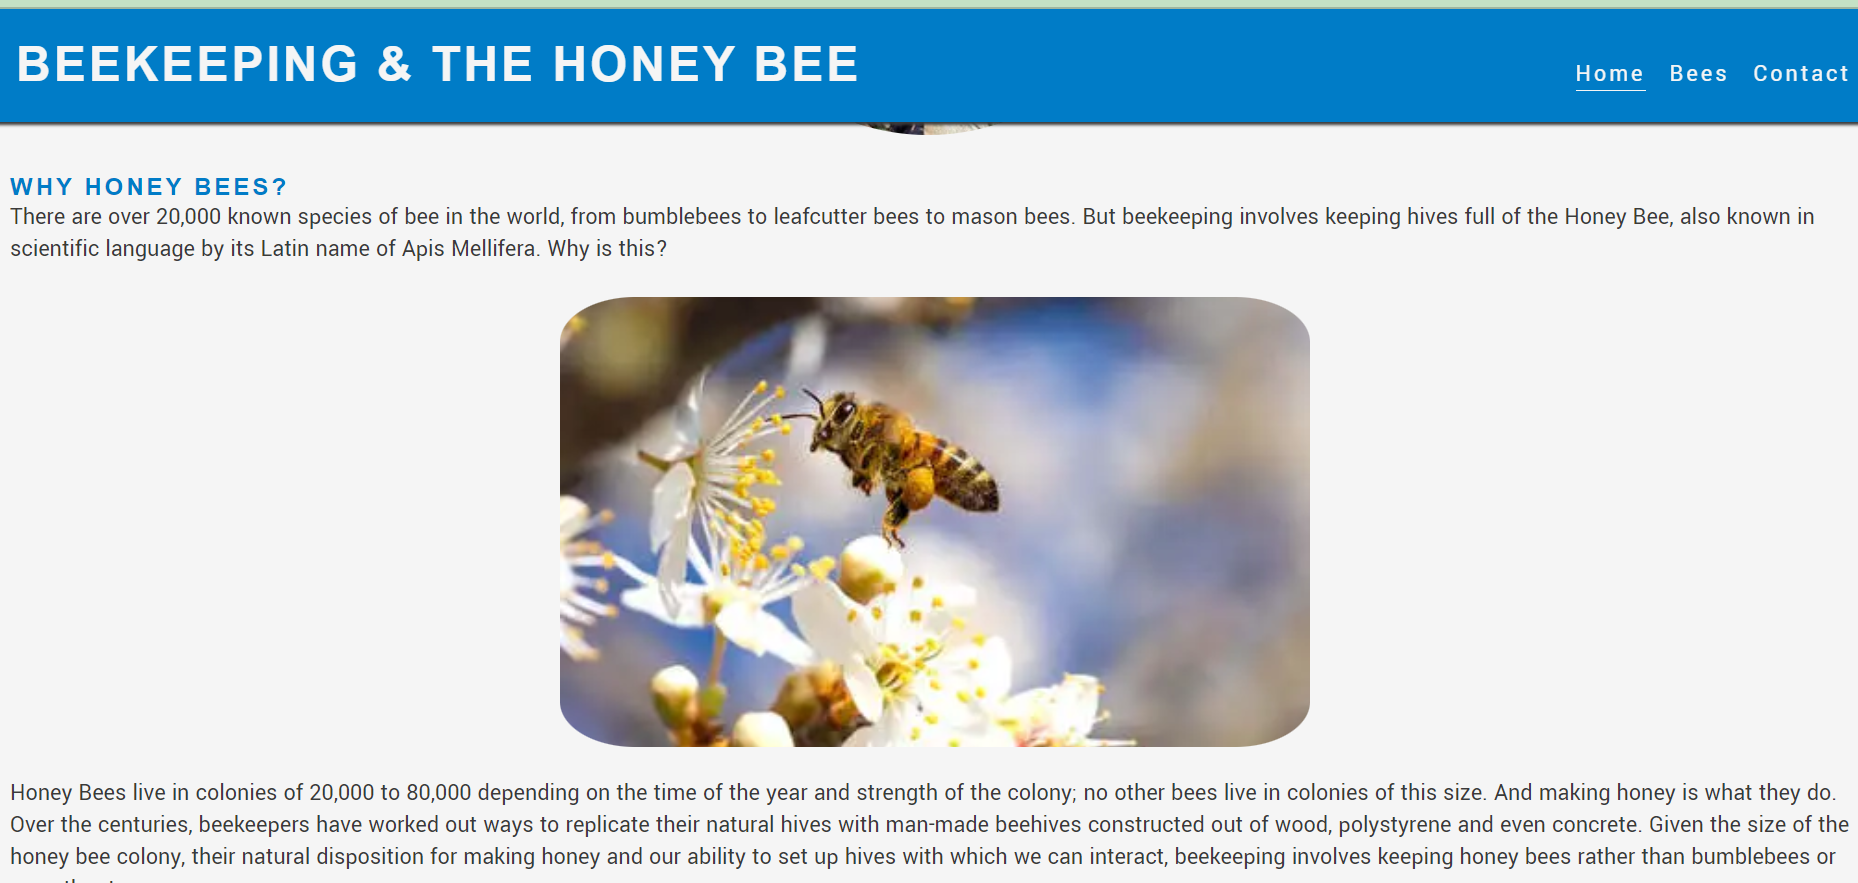 BEEKEEPING & THE HONEY BEE
Home Bees Contact
WHY HONEY BEES?
There are over 20,000 known species of bee in the world, from bumblebees to leafcutter bees to mason bees. But beekeeping involves keeping hives full of the Honey Bee, also known in
scientific language by its Latin name of Apis Mellifera. Why is this?
Honey Bees live in colonies of 20,000 to 80,000 depending on the time of the year and strength of the colony; no other bees live in colonies of this size. And making honey is what they do.
Over the centuries, beekeepers have worked out ways to replicate their natural hives with man-made beehives constructed out of wood, polystyrene and even concrete. Given the size of the
honey bee colony, their natural disposition for making honey and our ability to set up hives with which we can interact, beekeeping involves keeping honey bees rather than bumblebees or